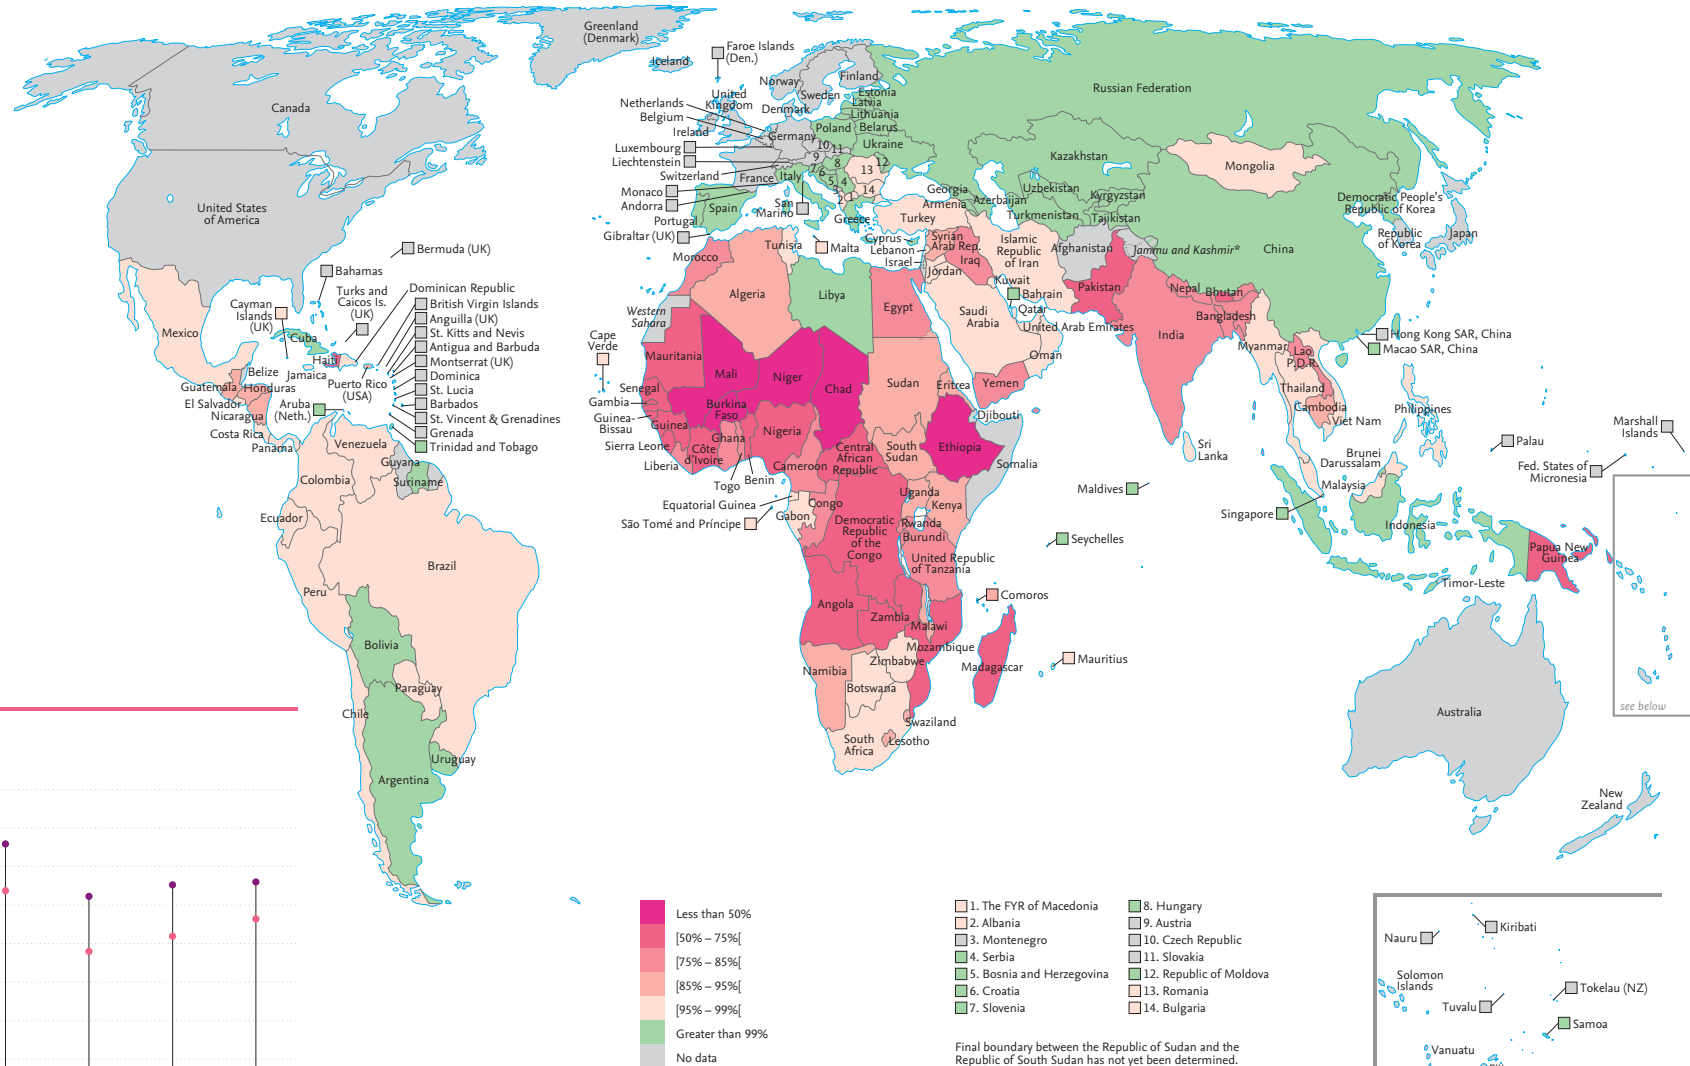 Greenland
(Denmark)
Faroe Islands
(Den.)
Iceland
Canada
United States
of America
Norway
Finland
Sweden
Estonia
Latvia
Lithuania
Belarus
United
Kingdom
Denmark
Netherlands
Belgium
Ireland
Luxembourg
Liechtenstein
Switzerland
Monaco
Andorra
Portugal
Gibraltar (UK)
Germany
Poland
Ukraine
France
Italy
Spain
San
Marino
Greece
Malta
10
11
9
8
7
6
5
4
3
2
1
12
13
14
Russian Federation
Kazakhstan
Mongolia
Georgia
Azerbaijan
Armenia
Uzbekistan
Kyrgyzstan
Turkmenistan
Tajikistan
Turkey
Democratic People's
Republic of Korea
Republic
of Korea
Japan
China
Jammu and Kashmir*
Afghanistan
Cyprus
Lebanon
Israel
Syrian
Arab Rep.
Iraq
Islamic
Republic
of Iran
Jordan
Kuwait
Bahrain
Qatar
United Arab Emirates
Saudi
Arabia
Oman
Yemen
Pakistan
Nepal
Bhutan
Bangladesh
India
Myanmar
Lao
P.D.R.
Thailand
Cambodia
Viet Nam
Hong Kong SAR, China
Macao SAR, China
Philippines
Sri
Lanka
Brunei
Darussalam
Malaysia
Maldives
Singapore
Indonesia
Palau
Marshall
Islands
Fed. States of
Micronesia
Papua New
Guinea
Timor-Leste
Australia
New
Zealand
see below
Bermuda (UK)
Bahamas
Turks and
Caicos Is.
(UK)
Cayman
Islands
(UK)
Dominican Republic
British Virgin Islands
Anguilla (UK)
St. Kitts and Nevis
Antigua and Barbuda
Montserrat (UK)
Dominica
St. Lucia
Barbados
St. Vincent & Grenadines
Grenada
Trinidad and Tobago
Mexico
Cuba
Haiti
Jamaica
Puerto Rico
(USA)
Belize
Guatemala
Honduras
El Salvador
Nicaragua
Aruba
(Neth.)
Costa Rica
Panama
Venezuela
Guyana
Suriname
Colombia
Ecuador
Peru
Brazil
Bolivia
Paraguay
Chile
Uruguay
Argentina
Tunisia
Morocco
Algeria
Libya
Egypt
Western
Sahara
Cape
Verde
Mauritania
Mali
Niger
Chad
Sudan
Eritrea
Senegal
Gambia
Guinea-
Bissau
Guinea
Sierra Leone
Liberia
Burkina
Faso
Ghana
Côte
d'Ivoire
Togo
Benin
Nigeria
Cameroon
Central
African
Republic
South
Sudan
Ethiopia
Djibouti
Somalia
Equatorial Guinea
São Tomé and Príncipe
Gabon
Congo
Democratic
Republic
of the
Congo
Uganda
Kenya
Rwanda
Burundi
United Republic
of Tanzania
Seychelles
Comoros
Angola
Zambia
Malawi
Mozambique
Madagascar
Mauritius
Namibia
Zimbabwe
Botswana
Swaziland
South
Africa
Lesotho
Less than 50%
[50% – 75%[
[75% – 85%[
[85% – 95%[
[95% – 99%[
Greater than 99%
No data
1. The FYR of Macedonia
2. Albania
3. Montenegro
4. Serbia
5. Bosnia and Herzegovina
6. Croatia
7. Slovenia
8. Hungary
9. Austria
10. Czech Republic
11. Slovakia
12. Republic of Moldova
13. Romania
14. Bulgaria
Final boundary between the Republic of Sudan and the
Republic of South Sudan has not yet been determined.
Nauru
Kiribati
Solomon
Islands
Tuvalu
Tokelau (NZ)
Samoa
Vanuatu